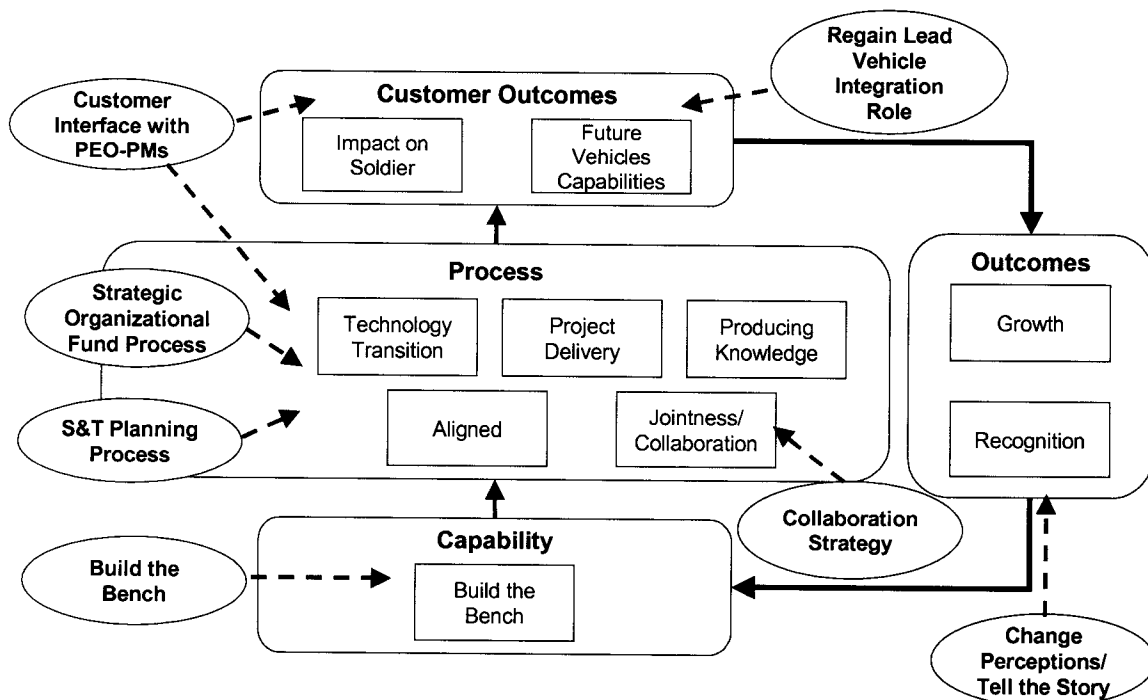 Regain Lead
Vehicle
Integration
Role
Customer
Interface with
PEO-PMs
Customer Outcomes
Impact on
Soldier
Future
Vehicles
Capabilities
Process
Strategic
Organizational
Fund Process
Technology
Transition
Project
Delivery
Producing
Knowledge
S&T Planning
Process
Aligned
Jointness/
Collaboration
Outcomes
Growth
Recognition
Collaboration
Strategy
Capability
Build the
Bench
Build the
Bench
Change
Perceptions/
Tell the Story